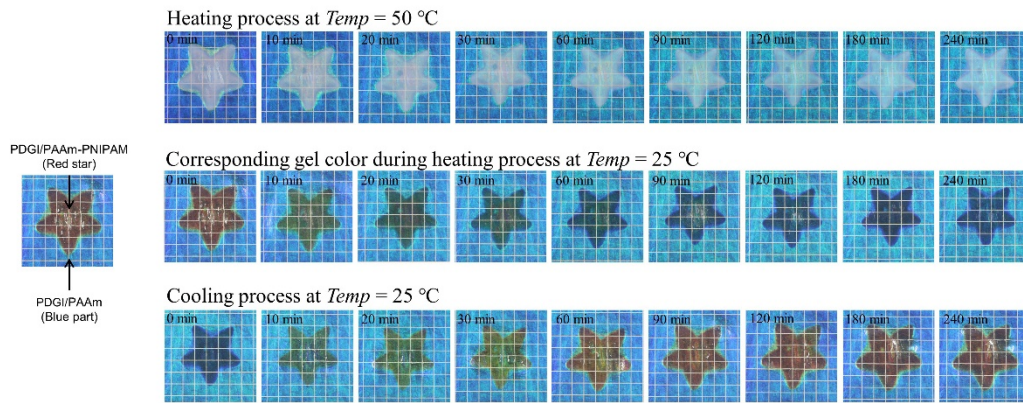 Heating process at Temp = 50 °C
0 min 10 min 20 min 30 min 60 min 90 min 120 min 180 min 240 min
PDGI/PAAm-PNIPAM
(Red star)
PDGI/PAAm
(Blue part)
Corresponding gel color during heating process at Temp = 25 °C
0 min 10 min 20 min 30 min 60 min 90 min 120 min 180 min 240 min
Cooling process at Temp = 25 °C
0 min 10 min 20 min 30 min 60 min 90 min 120 min 180 min 240 min